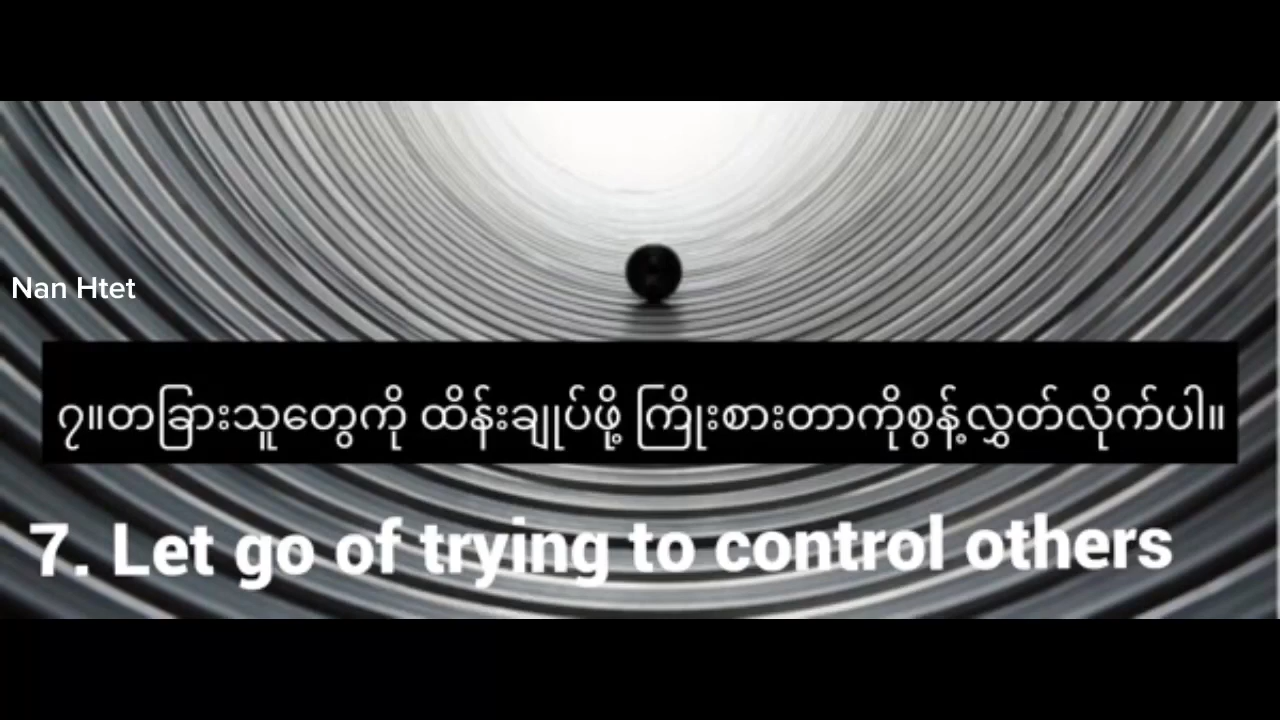 Nan Htet
၇။တခြားသူတွေကို ထိန်းချုပ်ဖို့ ကြိုးစားတာကိုစွန့်လွှတ်လိုက်ပါ။
7. Let go of trying to control others